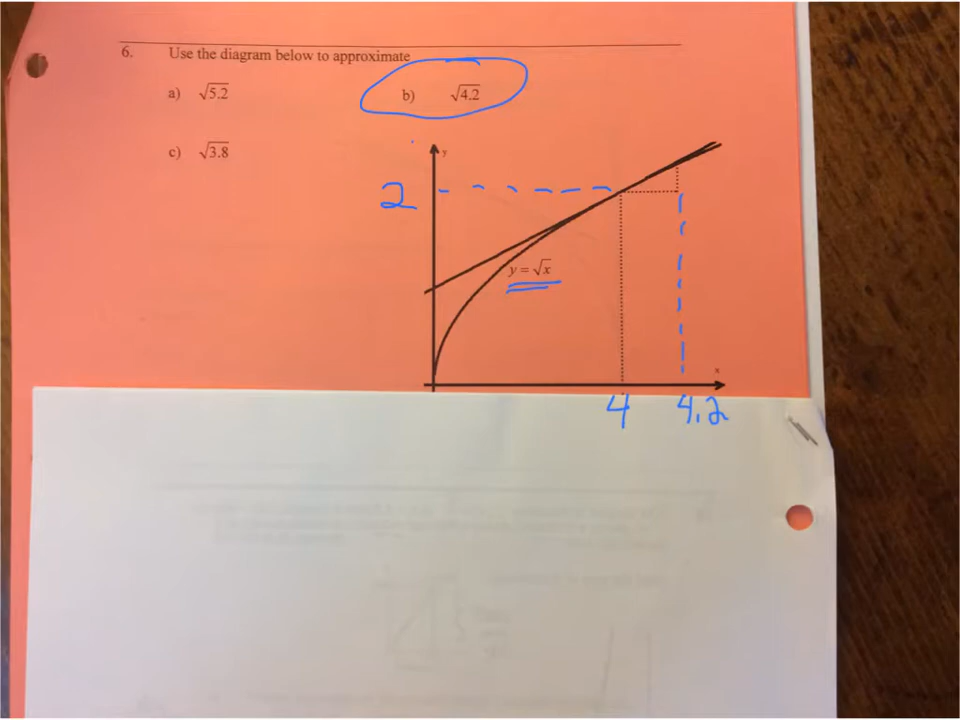 6. Use the diagram below to approximate
a) √5.2 b) √4.2
c) √3.8
y
2
y = √x
x
4 4.2